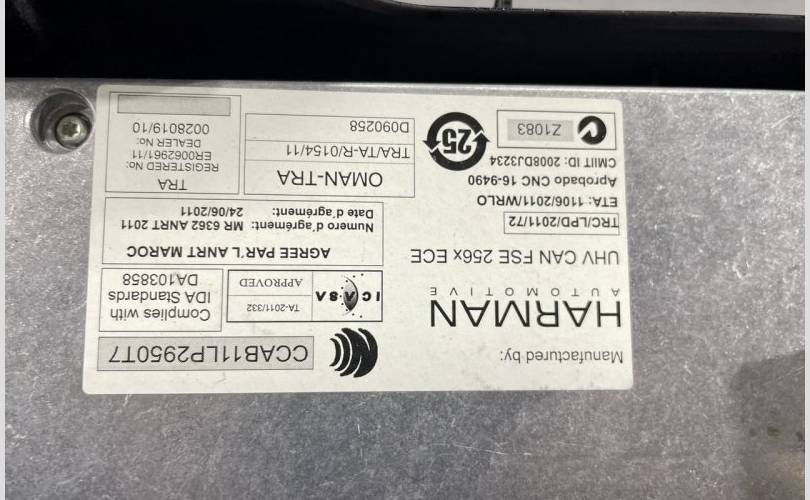 Manufactured by:
HARMAN
AUTOMOTIVE
UHV CAN FSE 256x ECE
TRC/LPD/2011/72
ETA: 1106/2011/WRLO
Aprobado CNC 16-9490
CMIIT ID: 2008DJ3234
Z1083
25
CCAB11LP2950T7
ICASA
TA-2011/332
APPROVED
Complies with
IDA Standards
DA103858
AGREE PAR'L ANRT MAROC
Numero d'agrément: MR 6362 ANRT 2011
Date d'agrément: 24/06/2011
OMAN-TRA
TRA/TA-R/0154/11
D090258
TRA
REGISTERED No:
ER0062961/11
DEALER No:
0028019/10